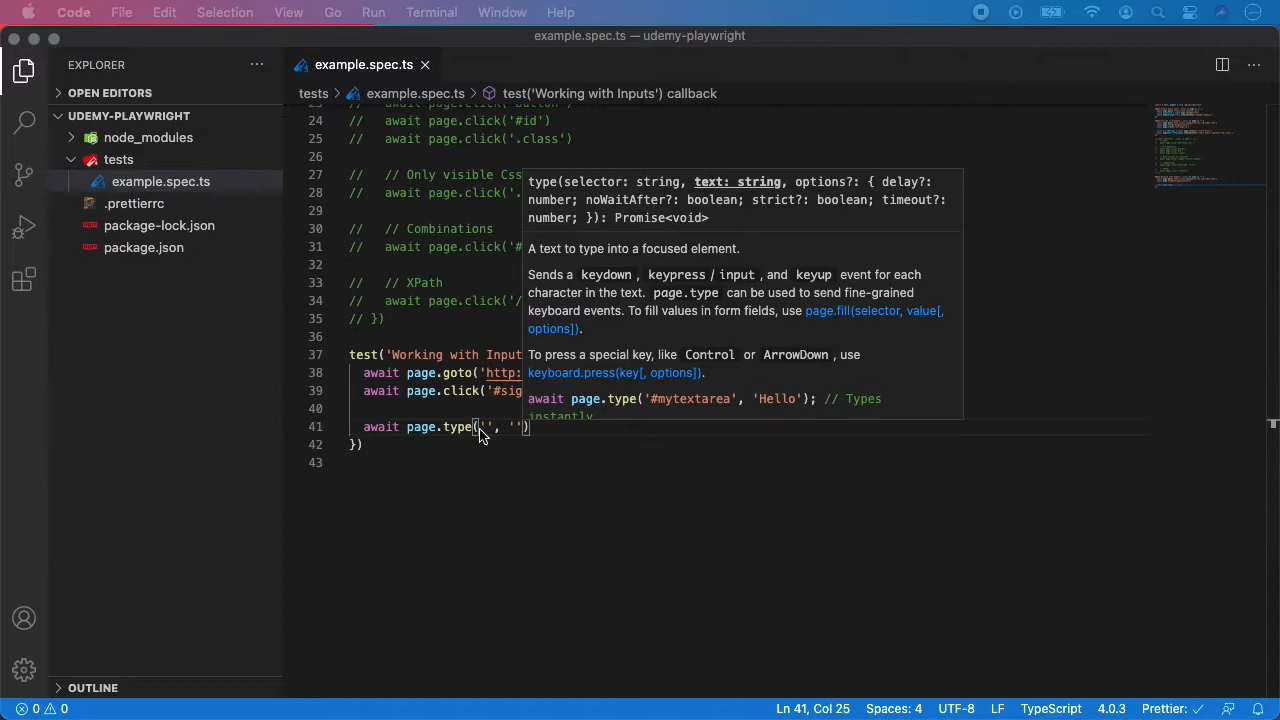 Code File Edit Selection View Go Run Terminal Window Help
example.spec.ts — udemy-playwright
EXPLORER
OPEN EDITORS
UDEMY-PLAYWRIGHT
node_modules
tests
example.spec.ts
.prettierrc
package-lock.json
package.json
OUTLINE
example.spec.ts
tests > example.spec.ts > test('Working with Inputs') callback
23 // await page.click('button')
24 // await page.click('#id')
25 // await page.click('.class')
26
27 // // Only visible Css
28 // await page.click('.
29 //
30 // // Combinations
31 // await page.click('#
32
33 // // XPath
34 // await page.click('/
35 // })
36
37 test('Working with Input
38 await page.goto('http:
39 await page.click('#sig
40
41 await page.type('', '')
42 })
43
type(selector: string, text: string, options?: { delay?:
number; noWaitAfter?: boolean; strict?: boolean; timeout?:
number; }): Promise<void>
A text to type into a focused element.
Sends a keydown, keypress/input, and keyup event for each
character in the text. page.type can be used to send fine-grained
keyboard events. To fill values in form fields, use page.fill(selector, value[,
options]).
To press a special key, like Control or ArrowDown, use
keyboard.press(key[, options]).
await page.type('#mytextarea', 'Hello'); // Types
instantly
0 0 Ln 41, Col 25 Spaces: 4 UTF-8 LF TypeScript 4.0.3 Prettier: ✓